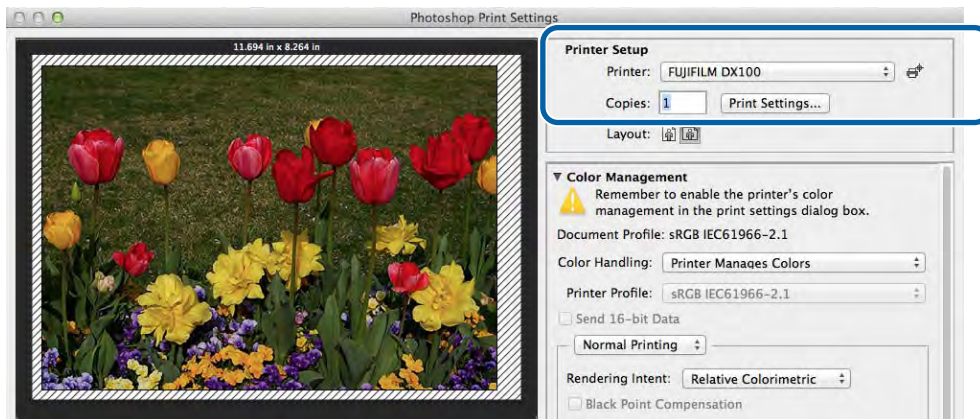 Photoshop Print Settings
11.694 in x 8.264 in
Printer Setup
Printer: FUJIFILM DX100
Copies: 1 Print Settings...
Layout:
Color Management
Remember to enable the printer's color
management in the print settings dialog box.
Document Profile: sRGB IEC61966-2.1
Color Handling: Printer Manages Colors
Printer Profile: sRGB IEC61966-2.1
Send 16-bit Data
Normal Printing
Rendering Intent: Relative Colorimetric
Black Point Compensation